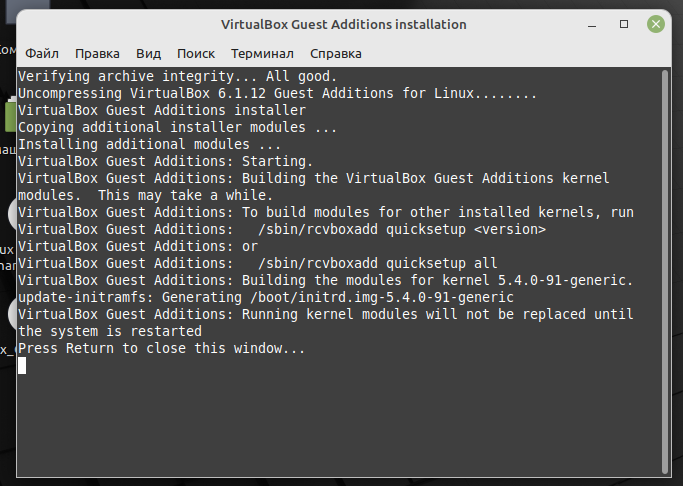 VirtualBox Guest Additions installation
Файл Правка Вид Поиск Терминал Справка
Verifying archive integrity... All good.
Uncompressing VirtualBox 6.1.12 Guest Additions for Linux........
VirtualBox Guest Additions installer
Copying additional installer modules ...
Installing additional modules ...
VirtualBox Guest Additions: Starting.
VirtualBox Guest Additions: Building the VirtualBox Guest Additions kernel
modules.  This may take a while.
VirtualBox Guest Additions: To build modules for other installed kernels, run
VirtualBox Guest Additions:   /sbin/rcvboxadd quicksetup <version>
VirtualBox Guest Additions: or
VirtualBox Guest Additions:   /sbin/rcvboxadd quicksetup all
VirtualBox Guest Additions: Building the modules for kernel 5.4.0-91-generic.
update-initramfs: Generating /boot/initrd.img-5.4.0-91-generic
VirtualBox Guest Additions: Running kernel modules will not be replaced until
the system is restarted
Press Return to close this window...